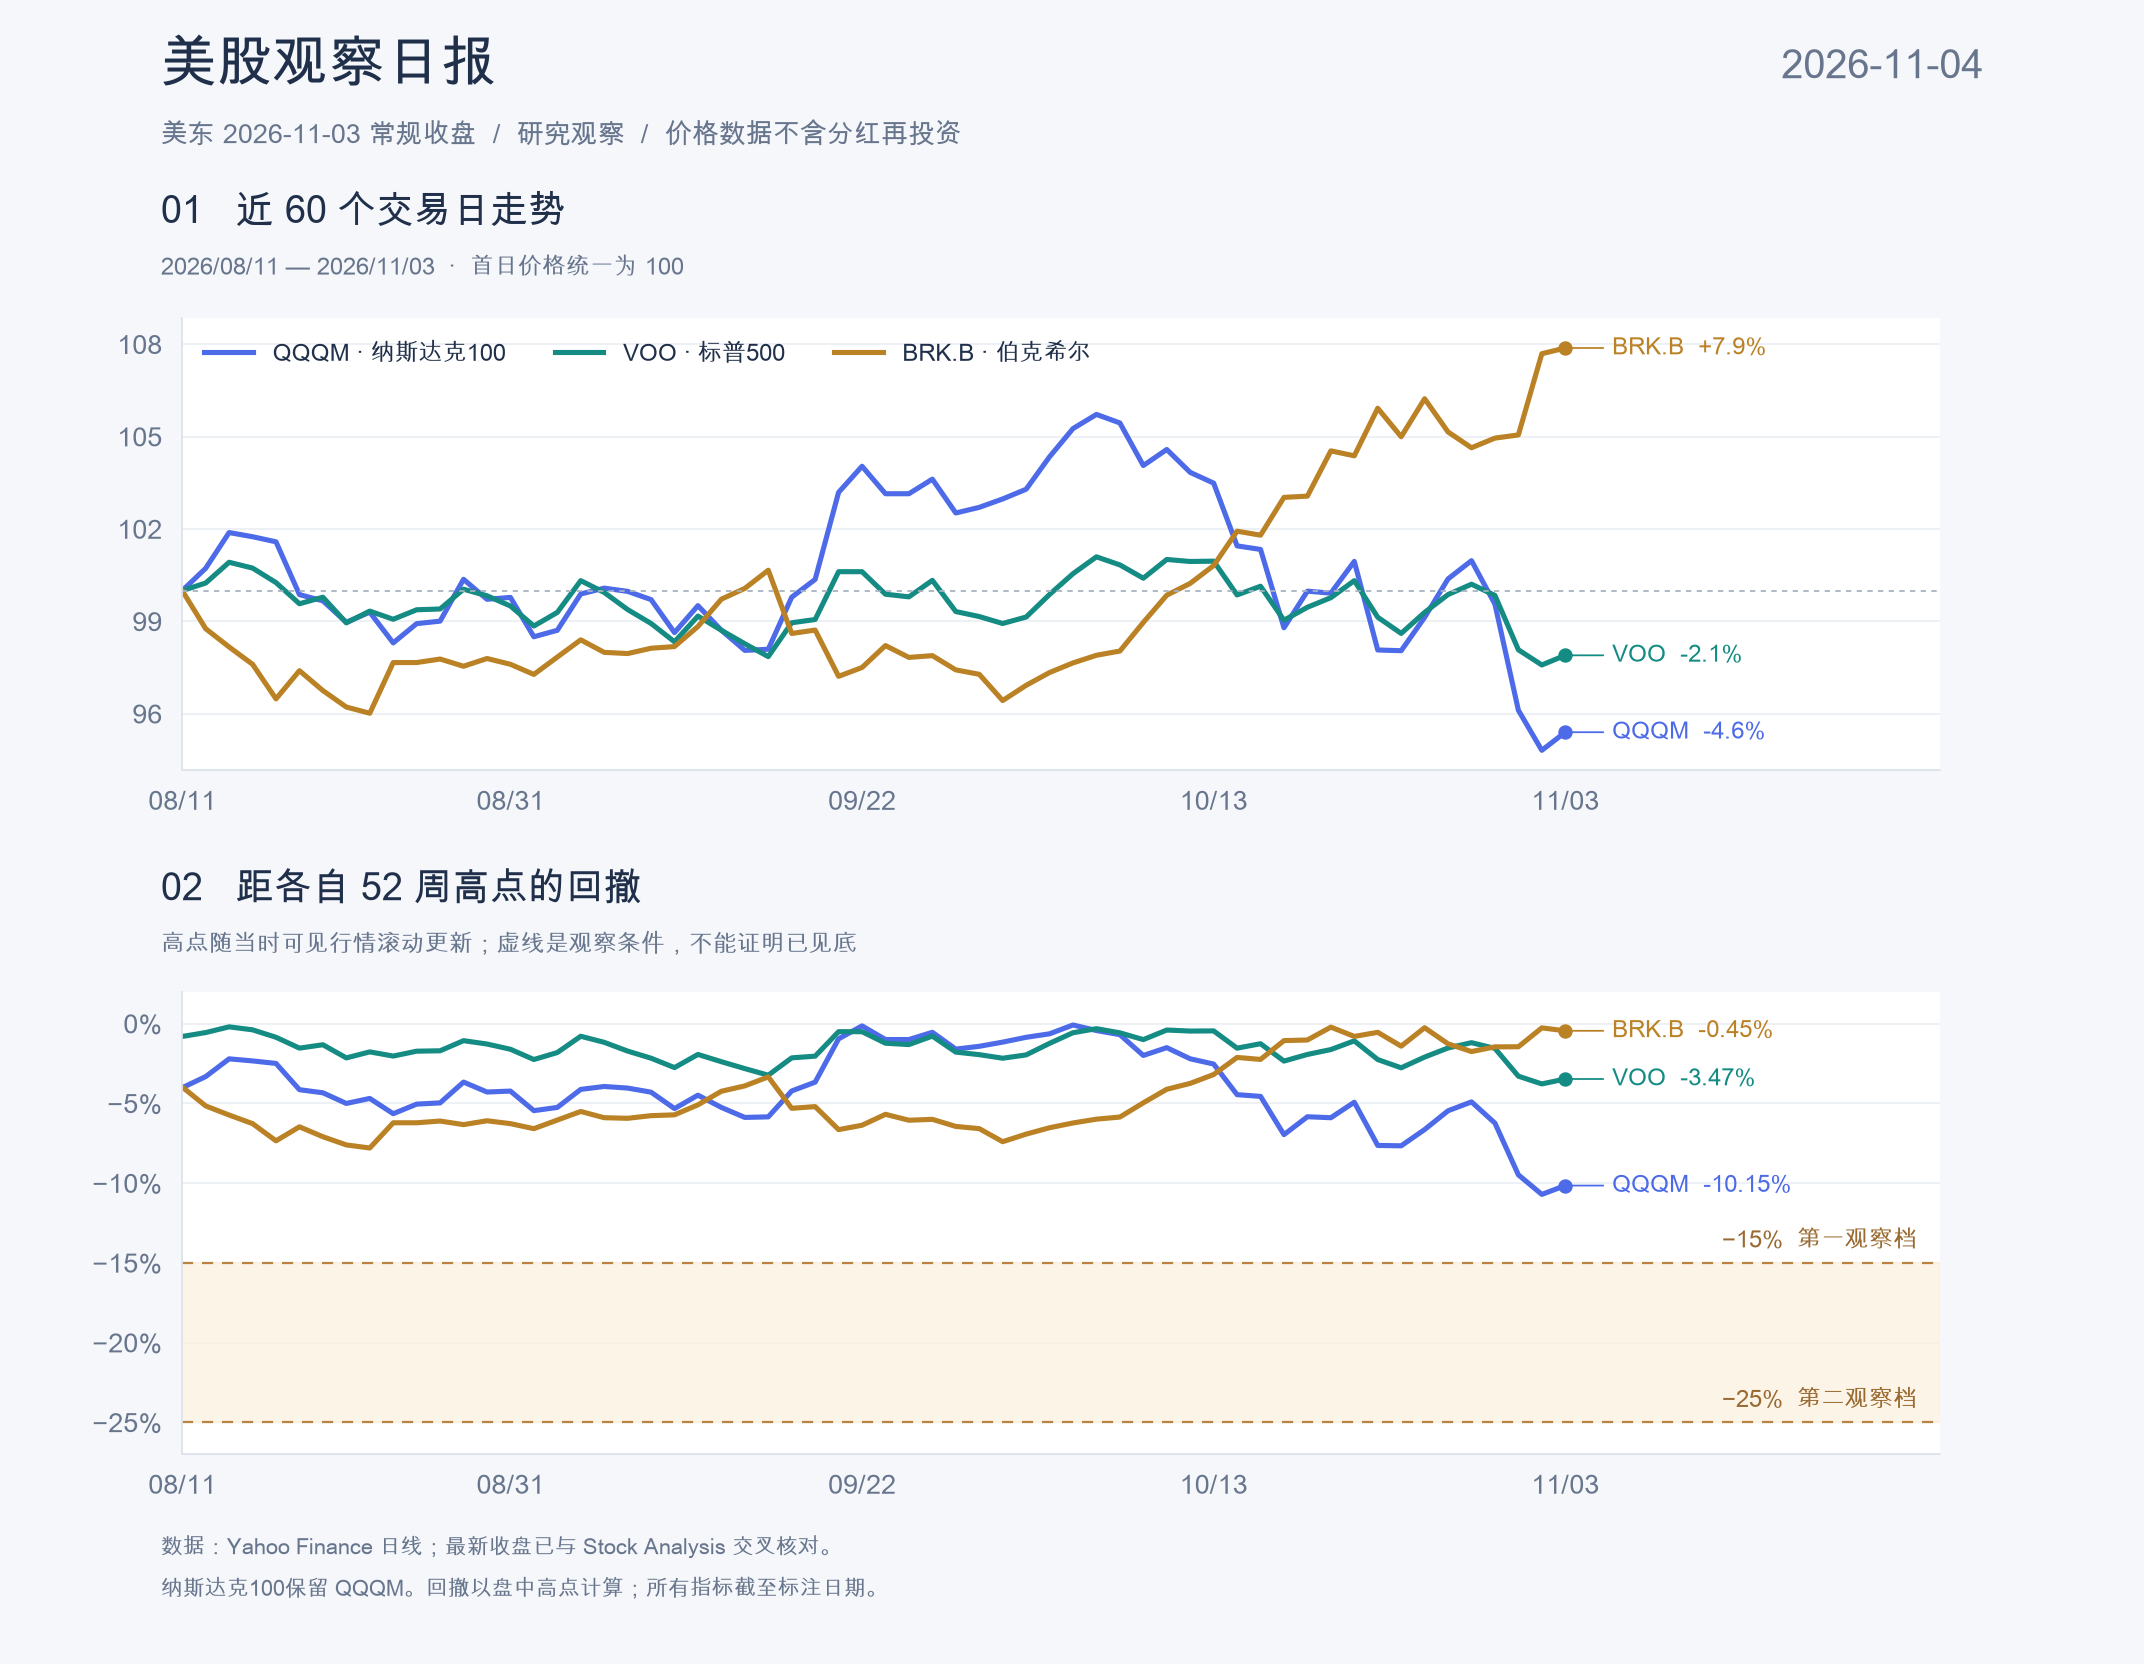 美股观察日报
2026-11-04
美东 2026-11-03 常规收盘 / 研究观察 / 价格数据不含分红再投资
01 近 60 个交易日走势
2026/08/11 — 2026/11/03 · 首日价格统一为 100
QQQM · 纳斯达克100
VOO · 标普500
BRK.B · 伯克希尔
108
105
102
99
96
BRK.B +7.9%
VOO -2.1%
QQQM -4.6%
08/11
08/31
09/22
10/13
11/03
02 距各自 52 周高点的回撤
高点随当时可见行情滚动更新；虚线是观察条件，不能证明已见底
0%
−5%
−10%
−15%
−20%
−25%
BRK.B -0.45%
VOO -3.47%
QQQM -10.15%
−15% 第一观察档
−25% 第二观察档
08/11
08/31
09/22
10/13
11/03
数据：Yahoo Finance 日线；最新收盘已与 Stock Analysis 交叉核对。
纳斯达克100保留 QQQM。回撤以盘中高点计算；所有指标截至标注日期。